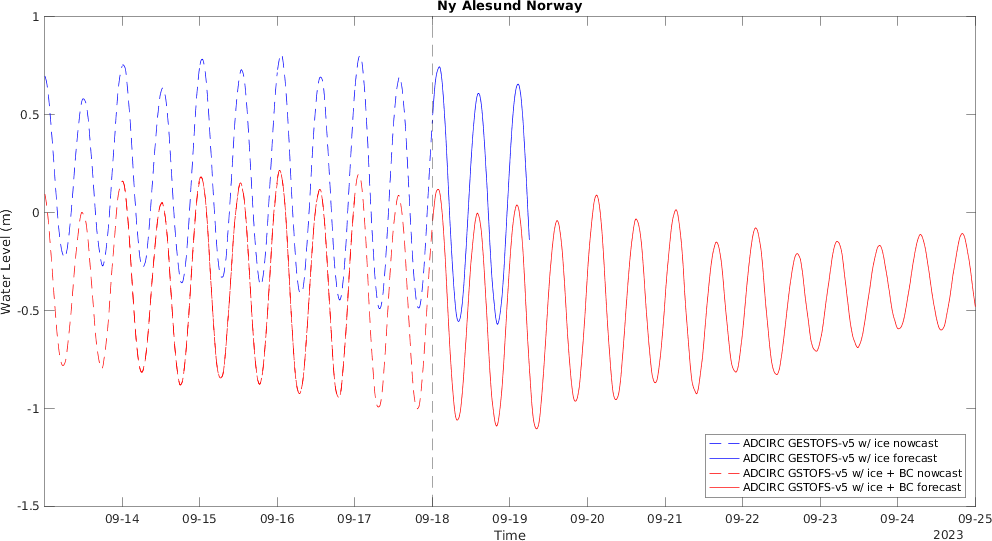 Ny Alesund Norway
1
0.5
0
-0.5
-1
-1.5
Water Level (m)
ADCIRC GESTOFS-v5 w/ ice nowcast
ADCIRC GESTOFS-v5 w/ ice forecast
ADCIRC GSTOFS-v5 w/ ice + BC nowcast
ADCIRC GSTOFS-v5 w/ ice + BC forecast
09-14 09-15 09-16 09-17 09-18 09-19 09-20 09-21 09-22 09-23 09-24 09-25
Time
2023